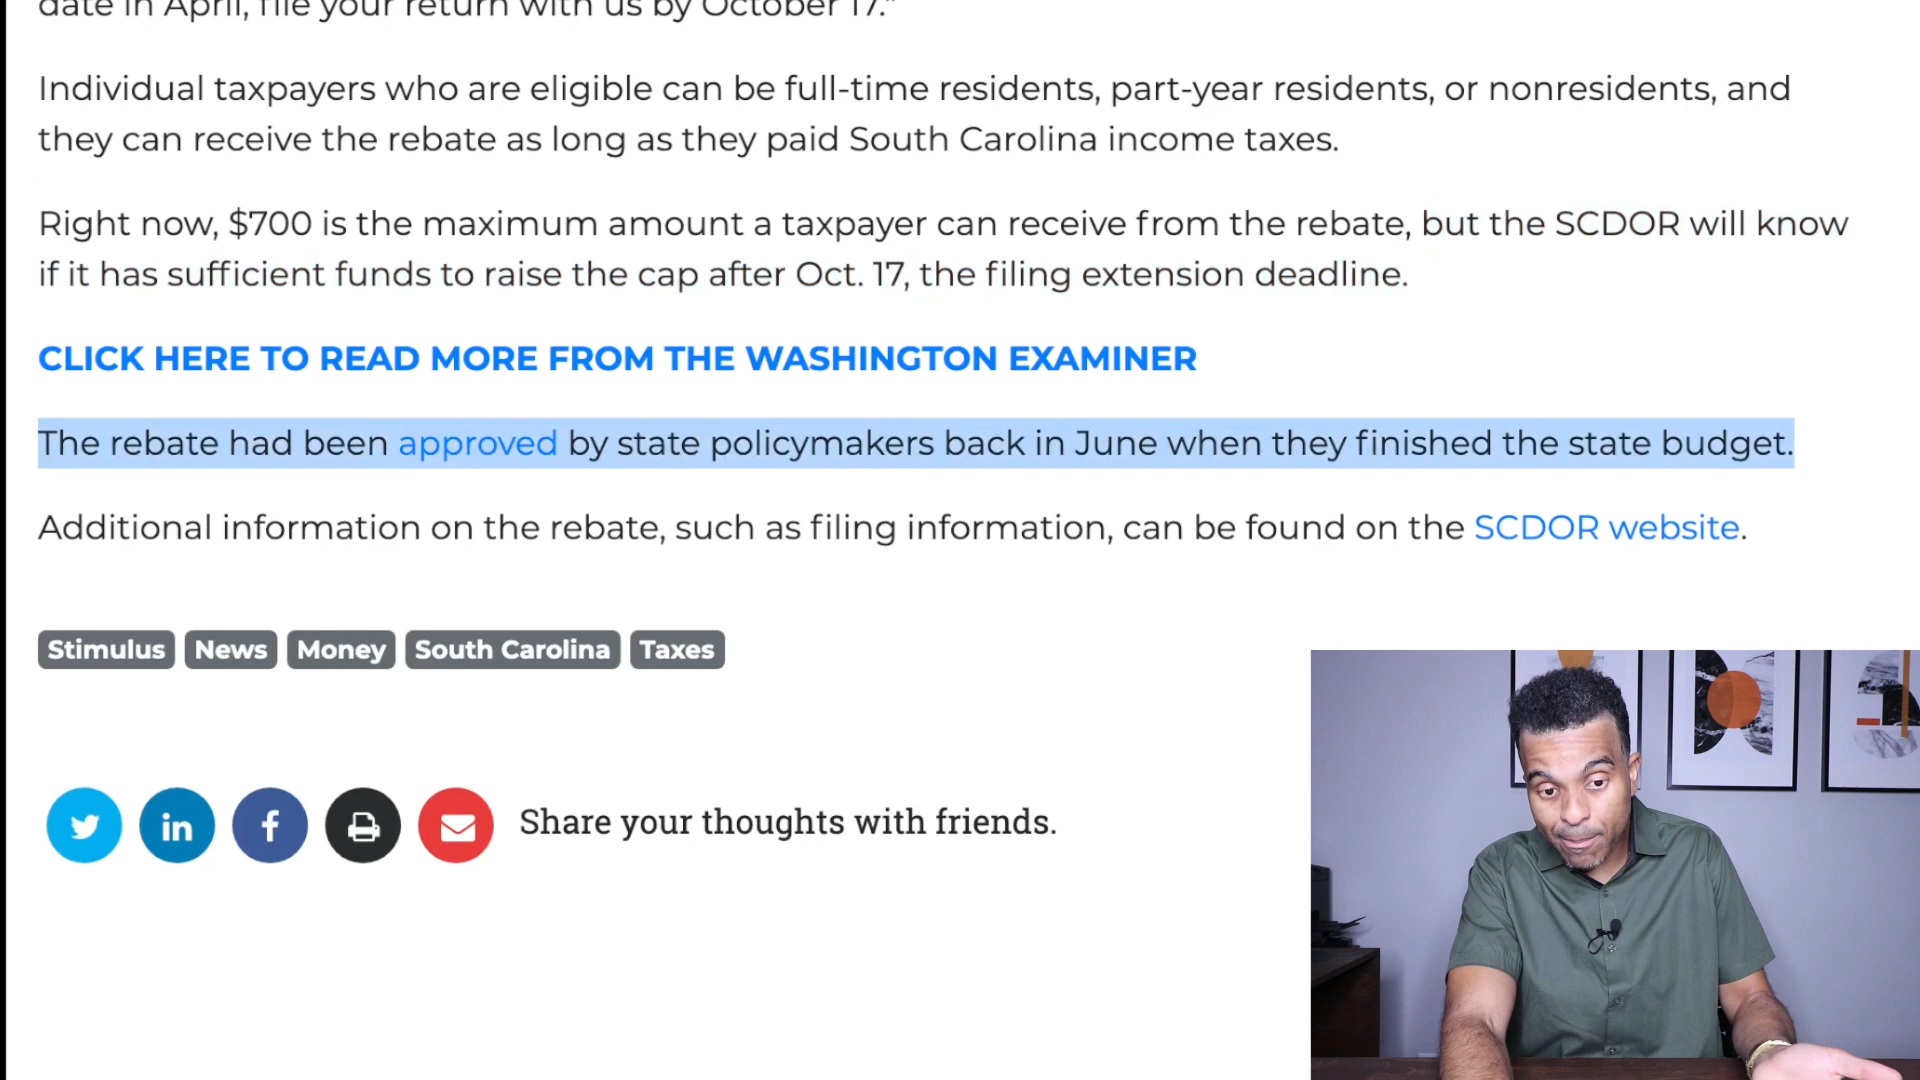 date in April, file your return with us by October 17."
Individual taxpayers who are eligible can be full-time residents, part-year residents, or nonresidents, and
they can receive the rebate as long as they paid South Carolina income taxes.
Right now, $700 is the maximum amount a taxpayer can receive from the rebate, but the SCDOR will know
if it has sufficient funds to raise the cap after Oct. 17, the filing extension deadline.
CLICK HERE TO READ MORE FROM THE WASHINGTON EXAMINER
The rebate had been approved by state policymakers back in June when they finished the state budget.
Additional information on the rebate, such as filing information, can be found on the SCDOR website.
Stimulus News Money South Carolina Taxes
in f Share your thoughts with friends.